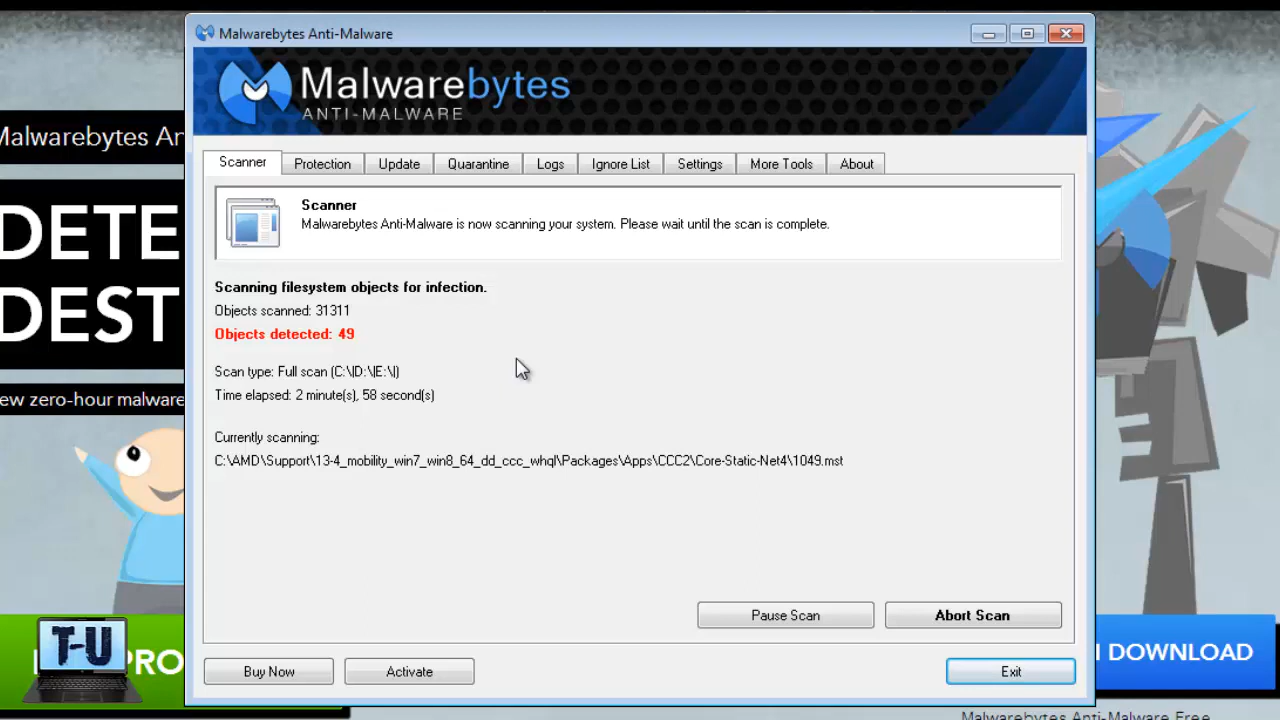 Malwarebytes Anti-Malware
Malwarebytes
ANTI-MALWARE
Malwarebytes An
Scanner
Protection
Update
Quarantine
Logs
Ignore List
Settings
More Tools
About
Scanner
Malwarebytes Anti-Malware is now scanning your system. Please wait until the scan is complete.
DETE
DEST
Scanning filesystem objects for infection.
Objects scanned: 31311
Objects detected: 49
Scan type: Full scan (C:\|D:\|E:\|)
Time elapsed: 2 minute(s), 58 second(s)
ew zero-hour malware
Currently scanning:
C:\AMD\Support\13-4_mobility_win7_win8_64_dd_ccc_whql\Packages\Apps\CCC2\Core-Static-Net4\1049.mst
Pause Scan
Abort Scan
T-U
PRO
DOWNLOAD
Buy Now
Activate
Exit
Malwarebytes Anti-Malware Free